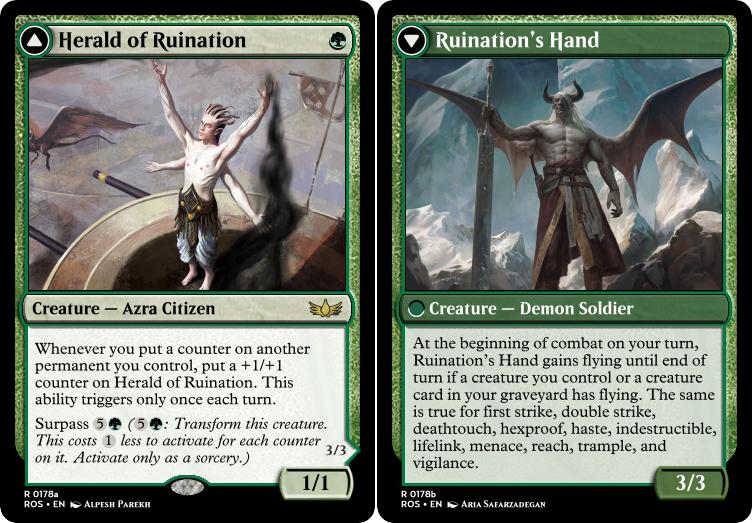 Herald of Ruination
Creature — Azra Citizen
Whenever you put a counter on another
permanent you control, put a +1/+1
counter on Herald of Ruination. This
ability triggers only once each turn.
Surpass 5 (5: Transform this creature.
This costs 1 less to activate for each counter
on it. Activate only as a sorcery.)
3/3
1/1
R 0178a
ROS • EN Alpesh Parekh
Ruination's Hand
Creature — Demon Soldier
At the beginning of combat on your turn,
Ruination's Hand gains flying until end of
turn if a creature you control or a creature
card in your graveyard has flying. The same
is true for first strike, double strike,
deathtouch, hexproof, haste, indestructible,
lifelink, menace, reach, trample, and
vigilance.
3/3
R 0178b
ROS • EN Aria Safarzadegan